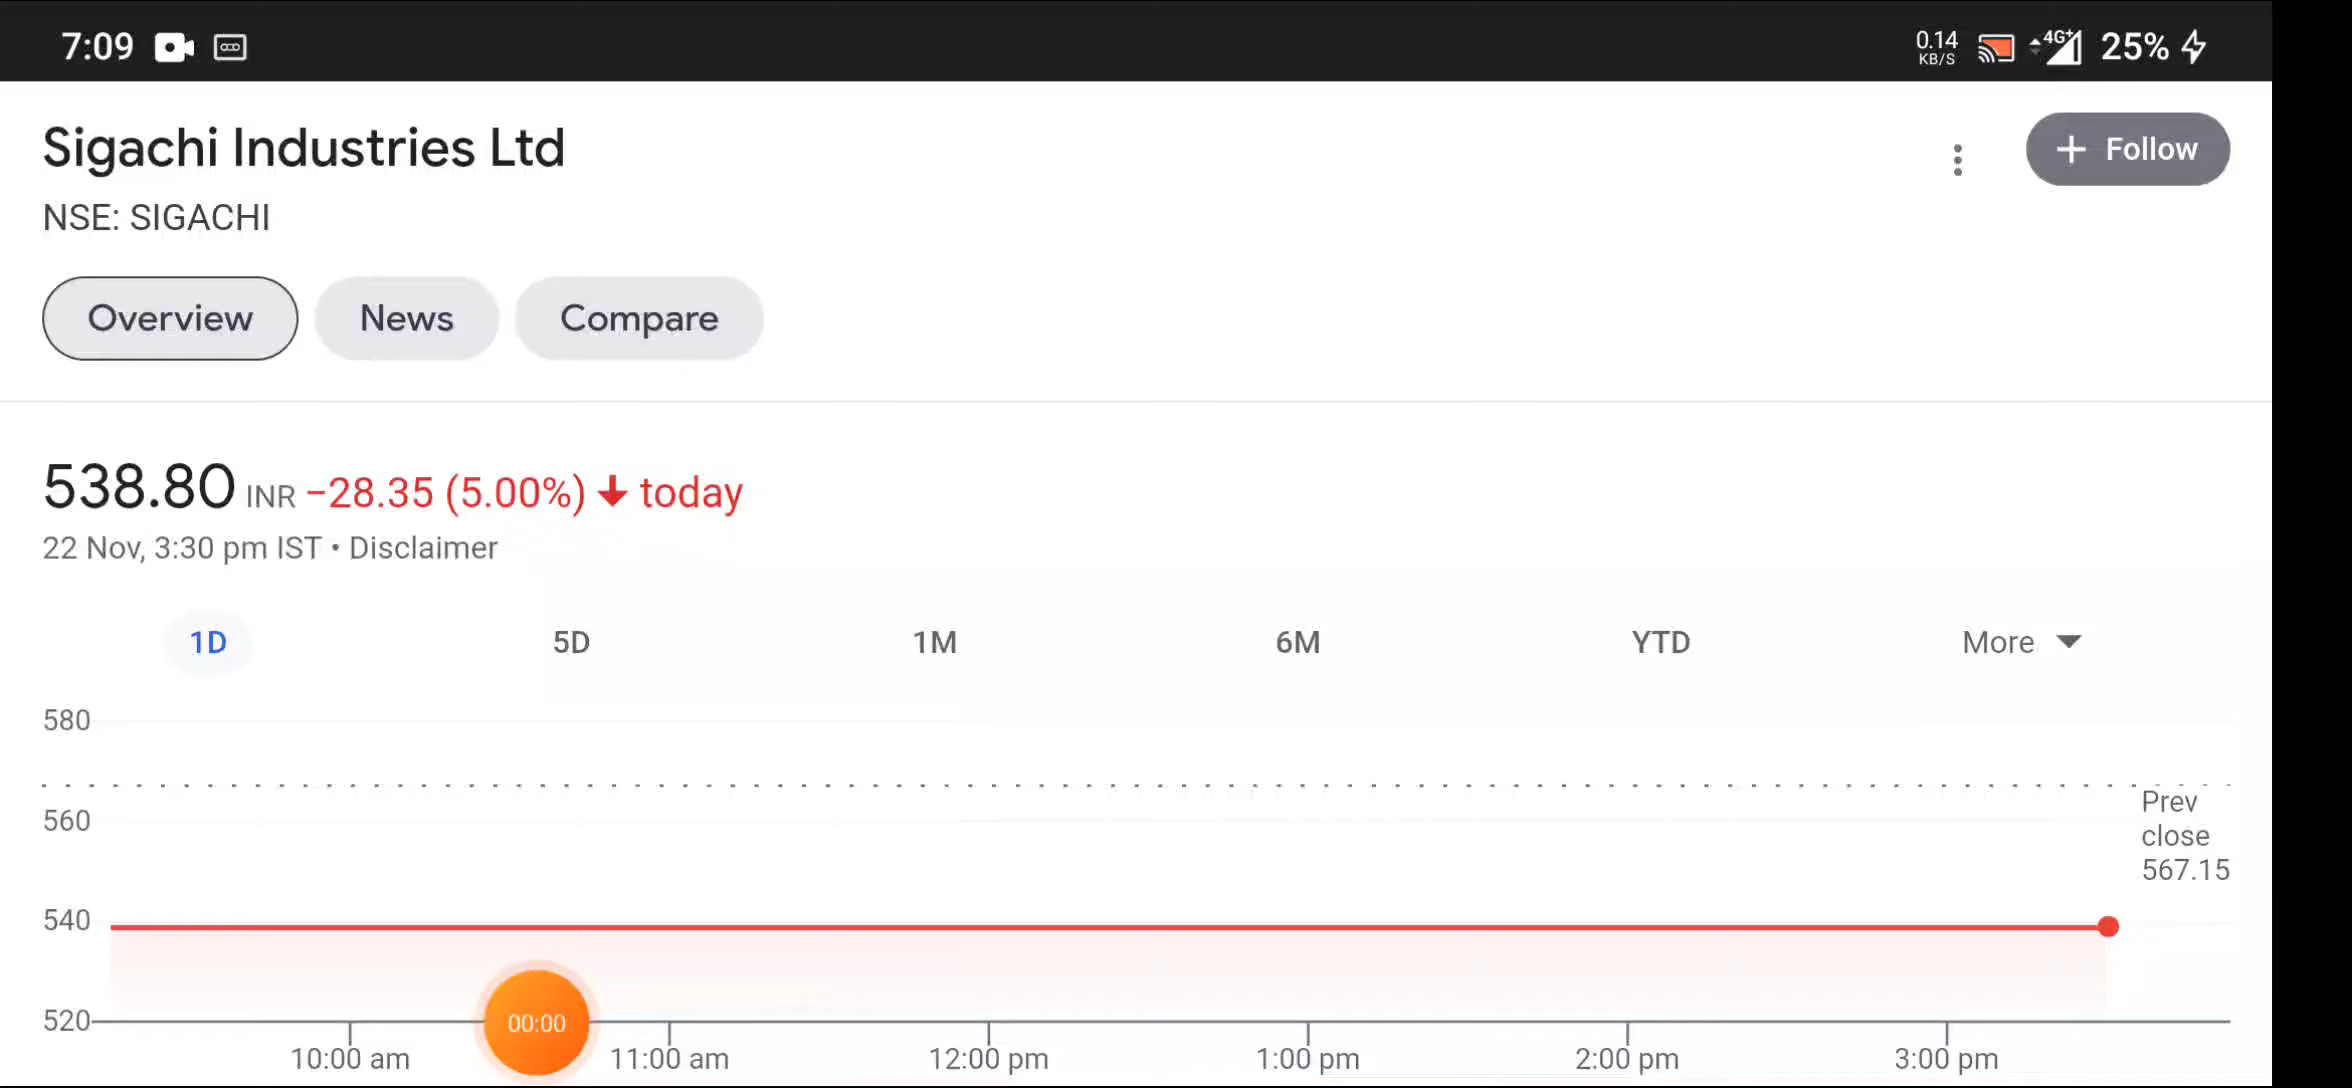 7:09 0.14 KB/S 4G+ 25%
Sigachi Industries Ltd
+ Follow
NSE: SIGACHI
Overview News Compare
538.80 INR −28.35 (5.00%) ↓ today
22 Nov, 3:30 pm IST • Disclaimer
1D 5D 1M 6M YTD More
580
Prev
close
567.15
560
540
520
00:00
10:00 am 11:00 am 12:00 pm 1:00 pm 2:00 pm 3:00 pm